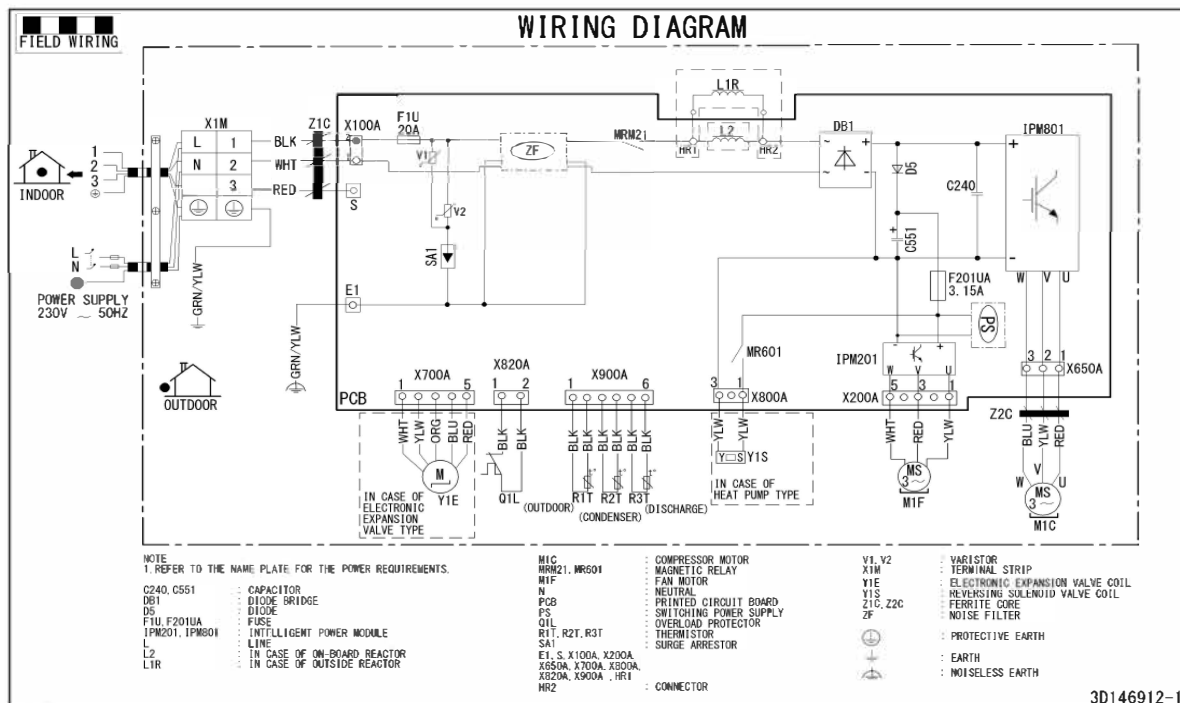 WIRING DIAGRAM
FIELD WIRING
X1M
L 1
N 2
3
Z1C
X100A
BLK
WHT
RED
2
1
S
F1U
20A
V1
V2
SA1
ZF
MRM21
L1R
L2
HR1
HR2
DB1
~
~
+
-
D5
C240
C551
+
IPM801
+
-
W V U
F201UA
3.15A
PS
1
2
3
INDOOR
L
N
POWER SUPPLY
230V ~ 50HZ
GRN/YLW
E1
GRN/YLW
OUTDOOR
PCB
X700A
1 5
WHT
YLW
ORG
BLU
RED
M
Y1E
IN CASE OF
ELECTRONIC
EXPANSION
VALVE TYPE
X820A
1 2
BLK
BLK
Q1L
X900A
1 6
BLK
BLK
BLK
BLK
BLK
BLK
R1T R2T R3T
(OUTDOOR)
(CONDENSER)
(DISCHARGE)
MR601
3 1
X800A
YLW
YLW
Y S Y1S
IN CASE OF
HEAT PUMP TYPE
IPM201
- +
W V U
X200A
5 3 1
WHT
RED
YLW
MS
3~
M1F
3 2 1
X650A
Z2C
BLU
YLW
RED
W V U
MS
3~
M1C
NOTE
1.REFER TO THE NAME PLATE FOR THE POWER REQUIREMENTS.
C240, C551 : CAPACITOR
DB1 : DIODE BRIDGE
D5 : DIODE
F1U, F201UA : FUSE
IPM201, IPM801 : INTLLIGENT POWER MODULE
L : LINE
L2 : IN CASE OF ON-BOARD REACTOR
L1R : IN CASE OF OUTSIDE REACTOR
M1C : COMPRESSOR MOTOR
MRM21, MR601 : MAGNETIC RELAY
M1F : FAN MOTOR
N : NEUTRAL
PCB : PRINTED CIRCUIT BOARD
PS : SWITCHING POWER SUPPLY
Q1L : OVERLOAD PROTECTOR
R1T, R2T, R3T : THERMISTOR
SA1 : SURGE ARRESTOR
E1, S, X100A, X200A,
X650A, X700A, X800A,
X820A, X900A, HR1
HR2 : CONNECTOR
V1, V2 : VARISTOR
X1M : TERMINAL STRIP
Y1E : ELECTRONIC EXPANSION VALVE COIL
Y1S : REVERSING SOLENOID VALVE COIL
Z1C, Z2C : FERRITE CORE
ZF : NOISE FILTER
: PROTECTIVE EARTH
: EARTH
: NOISELESS EARTH
3D146912-1